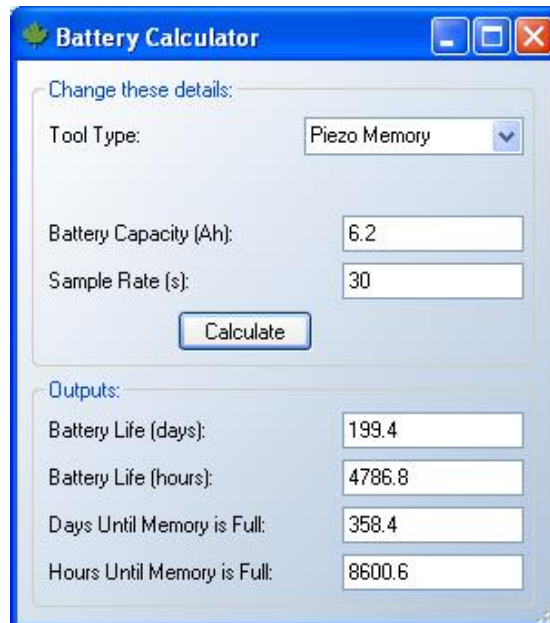 Battery Calculator
Change these details:
Tool Type: Piezo Memory
Battery Capacity (Ah): 6.2
Sample Rate (s): 30
Calculate
Outputs:
Battery Life (days): 199.4
Battery Life (hours): 4786.8
Days Until Memory is Full: 358.4
Hours Until Memory is Full: 8600.6